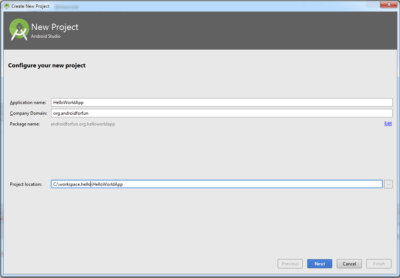 Create New Project
New Project
Android Studio
Configure your new project
Application name: HelloWorldApp
Company Domain: org.androidforfun
Package name: androidforfun.org.helloworldapp
Edit
Project location: C:\workspace.hello\HelloWorldApp
Previous Next Cancel Finish